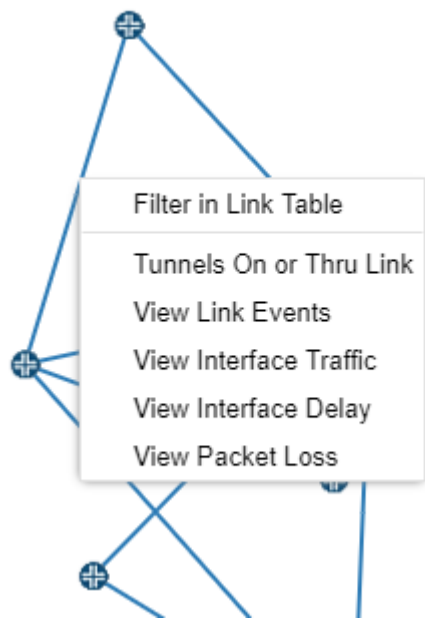 Filter in Link Table
Tunnels On or Thru Link
View Link Events
View Interface Traffic
View Interface Delay
View Packet Loss